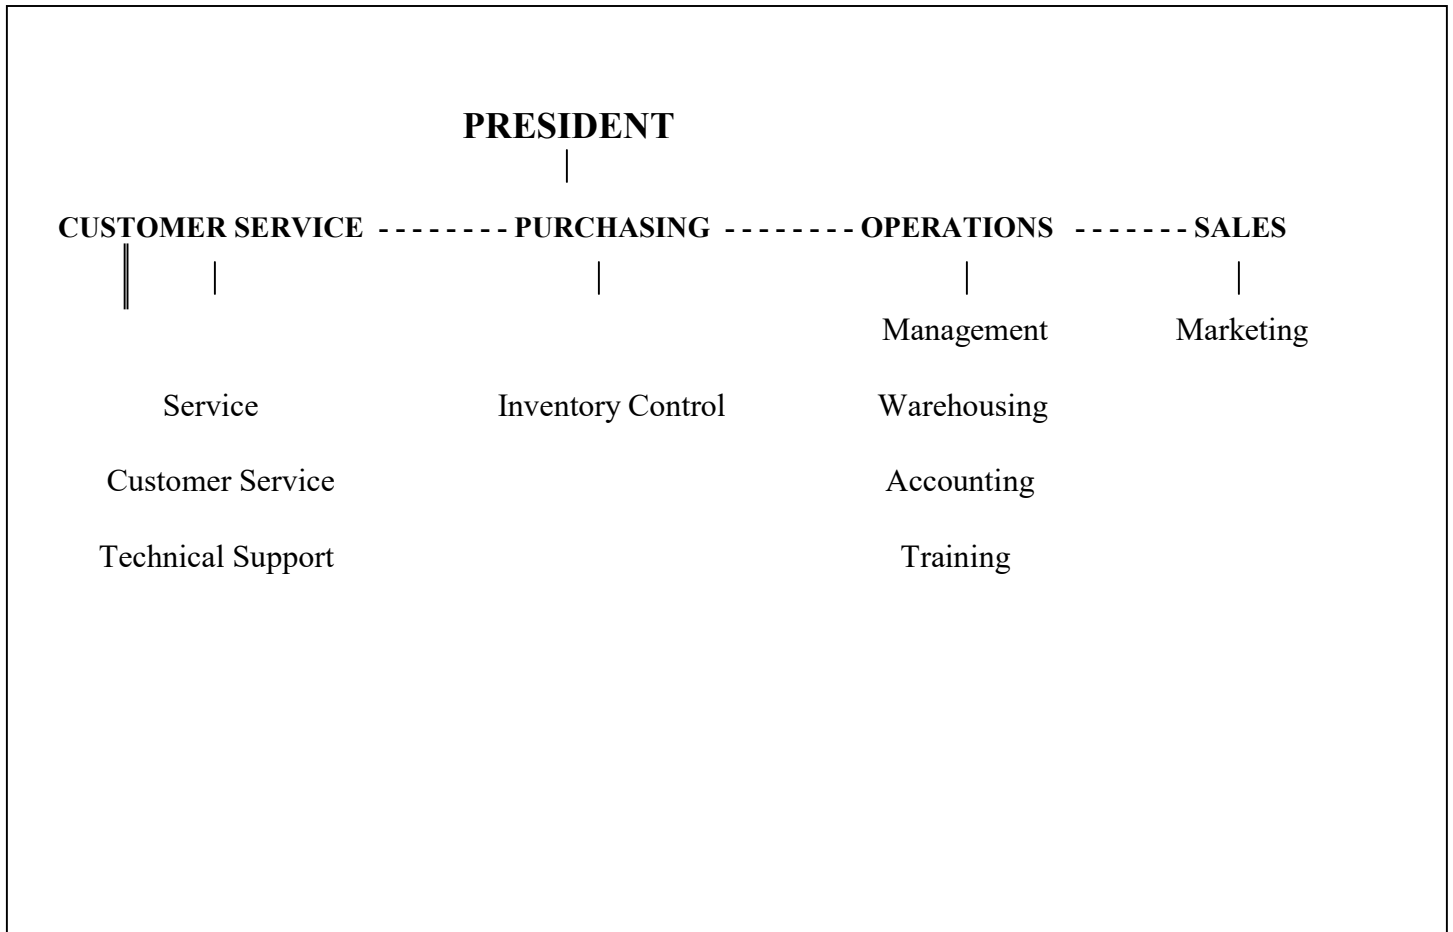 PRESIDENT
|
CUSTOMER SERVICE - - - - - - - - PURCHASING - - - - - - - - OPERATIONS - - - - - - - SALES
| | | |
Management Marketing
Service Inventory Control Warehousing
Customer Service Accounting
Technical Support Training